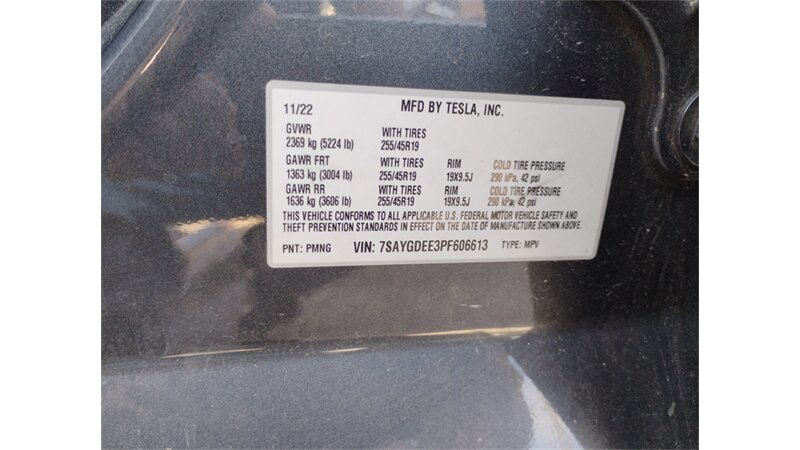 11/22 MFD BY TESLA, INC.
GVWR WITH TIRES
2369 kg (5224 lb) 255/45R19
GAWR FRT WITH TIRES RIM COLD TIRE PRESSURE
1363 kg (3004 lb) 255/45R19 19X9.5J 290 kPa, 42 psi
GAWR RR WITH TIRES RIM COLD TIRE PRESSURE
1636 kg (3606 lb) 255/45R19 19X9.5J 290 kPa, 42 psi
THIS VEHICLE CONFORMS TO ALL APPLICABLE U.S. FEDERAL MOTOR VEHICLE SAFETY AND
THEFT PREVENTION STANDARDS IN EFFECT ON THE DATE OF MANUFACTURE SHOWN ABOVE.
PNT: PMNG VIN: 7SAYGDEE3PF606613 TYPE: MPV